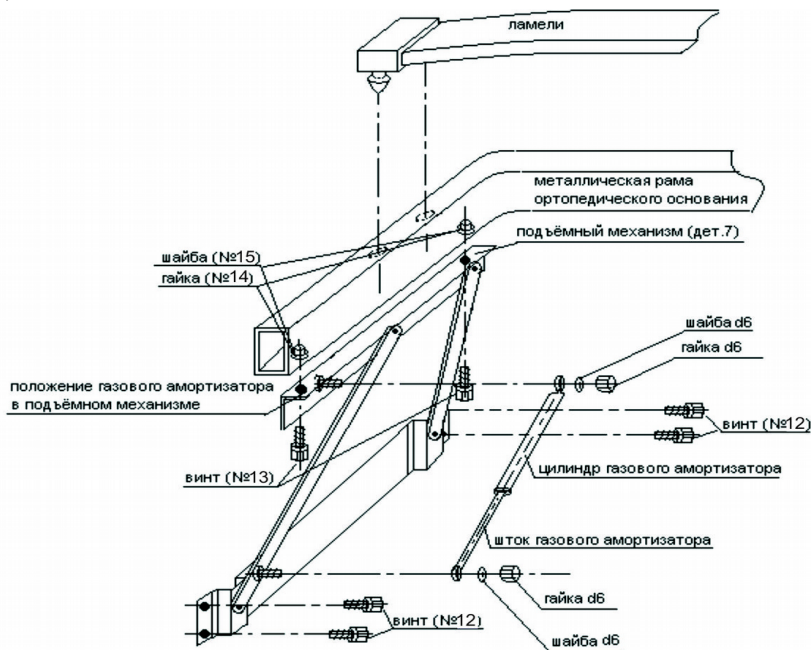 ламели
металлическая рама
ортопедического основания
подъёмный механизм (дет.7)
шайба (№15)
гайка (№14)
шайба d6
гайка d6
положение газового амортизатора
в подъёмном механизме
винт (№12)
винт (№13)
цилиндр газового амортизатора
шток газового амортизатора
гайка d6
винт (№12)
шайба d6